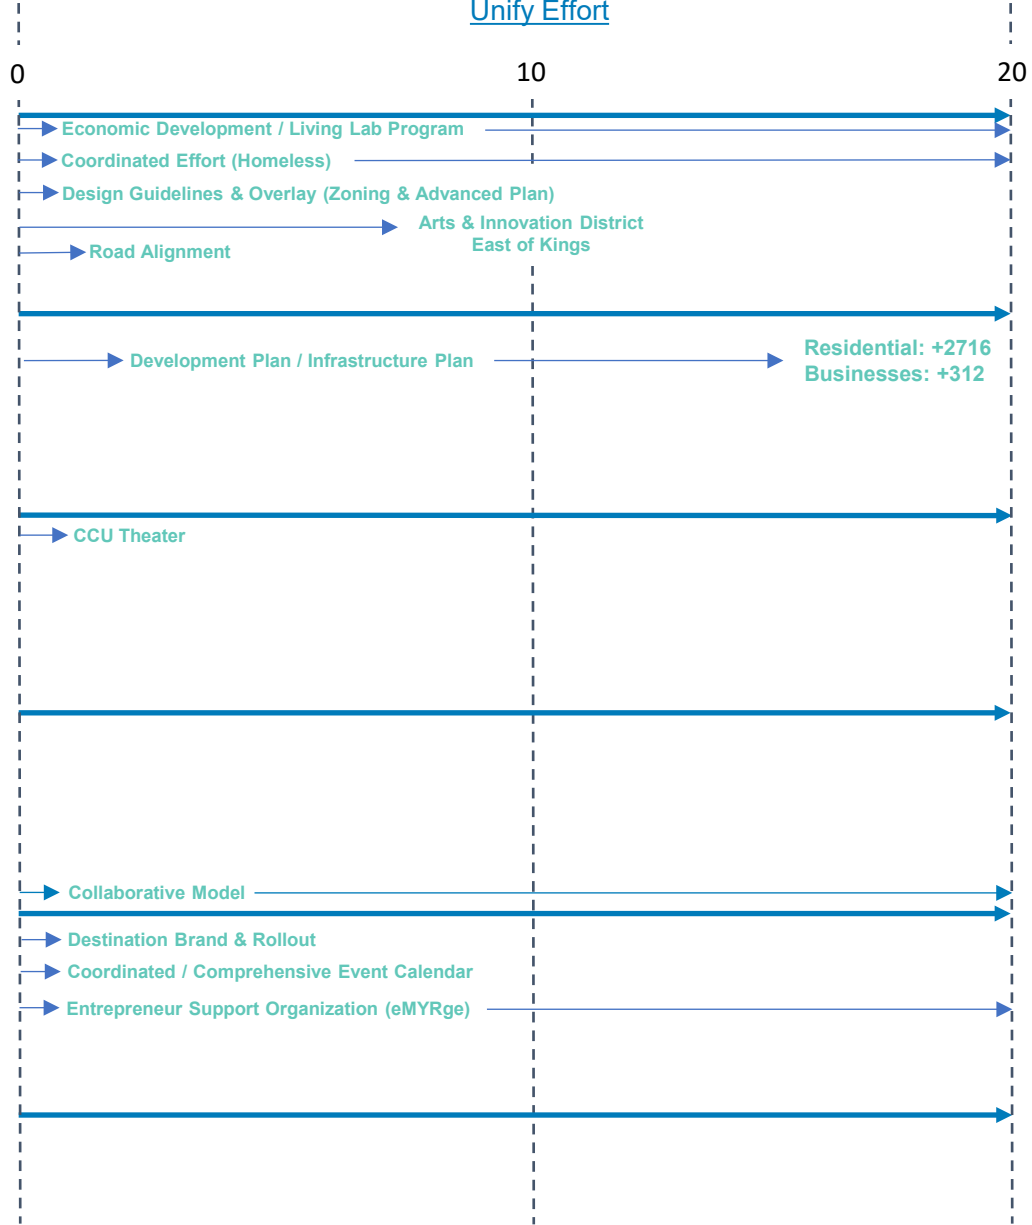 Unify Effort
0
10
20
Economic Development / Living Lab Program
Coordinated Effort (Homeless)
Design Guidelines & Overlay (Zoning & Advanced Plan)
Arts & Innovation District
East of Kings
Road Alignment
Development Plan / Infrastructure Plan
Residential: +2716
Businesses: +312
CCU Theater
Collaborative Model
Destination Brand & Rollout
Coordinated / Comprehensive Event Calendar
Entrepreneur Support Organization (eMYRge)